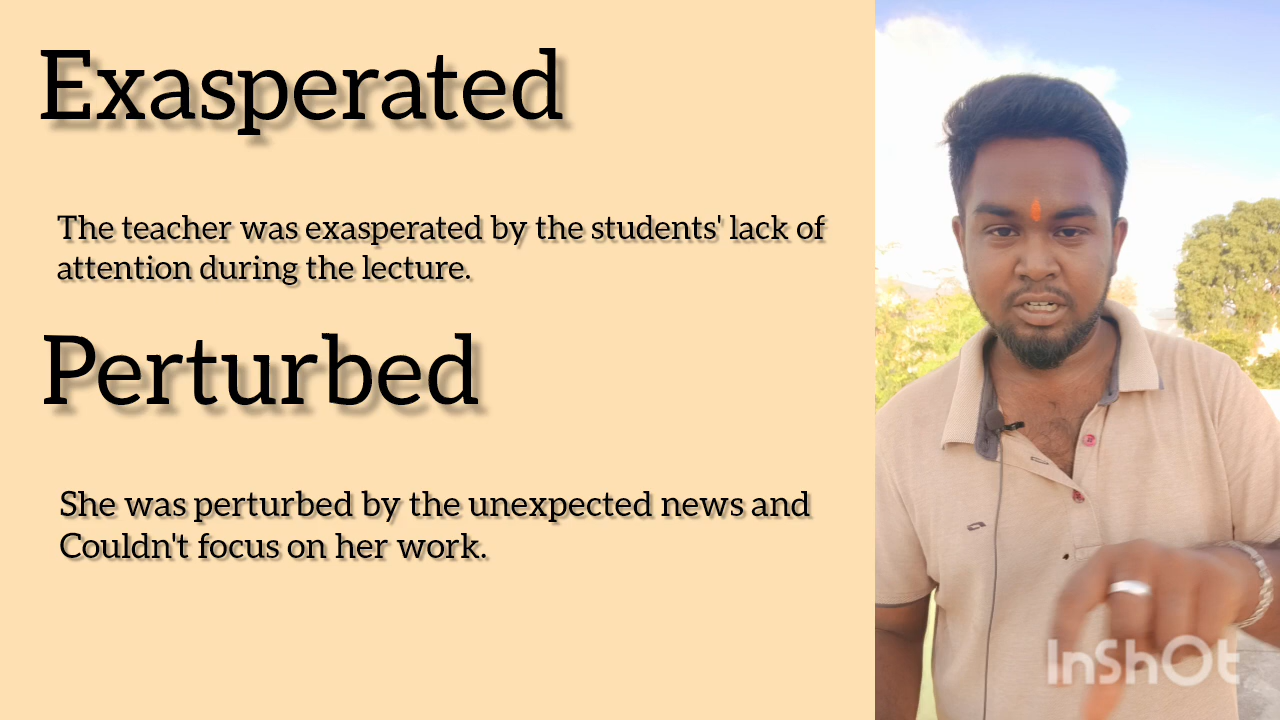 Exasperated
The teacher was exasperated by the students' lack of
attention during the lecture.
Perturbed
She was perturbed by the unexpected news and
Couldn't focus on her work.
InShOt